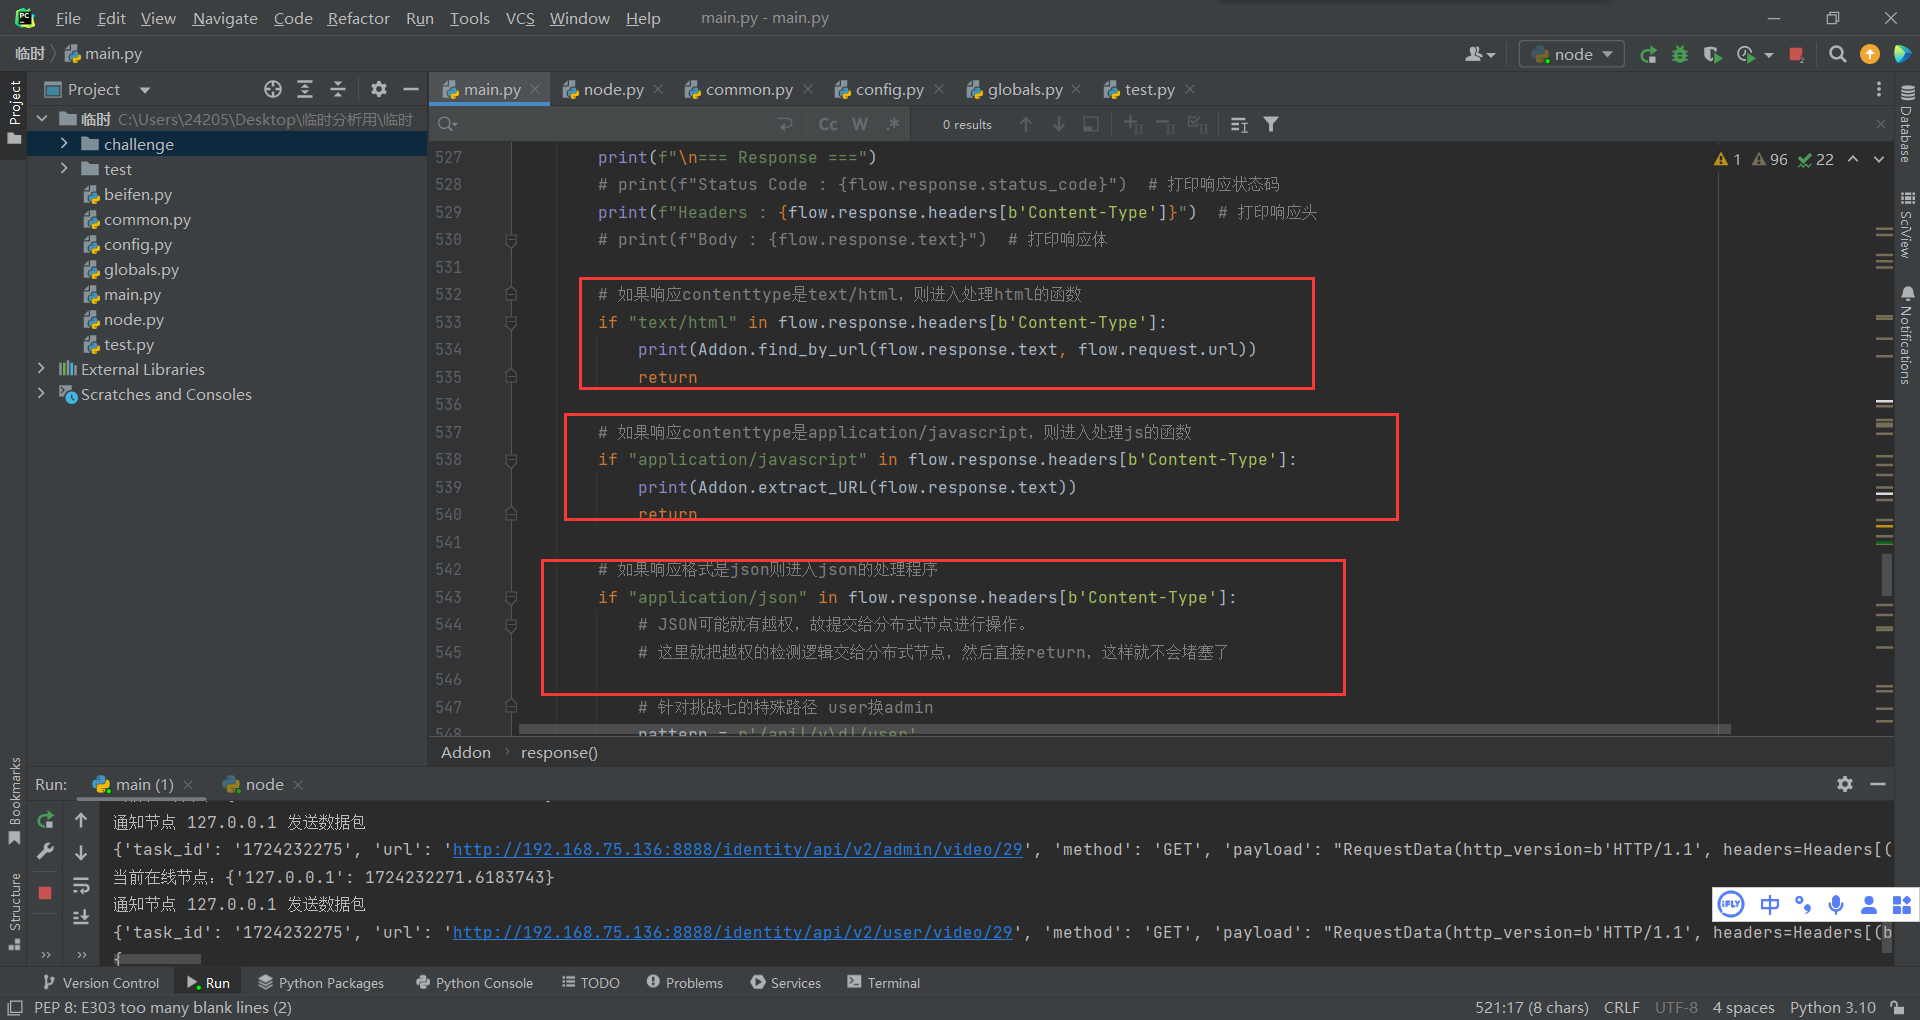 File Edit View Navigate Code Refactor Run Tools VCS Window Help main.py - main.py
临时 main.py node
Project
main.py node.py common.py config.py globals.py test.py
Project
临时 C:\Users\24205\Desktop\临时分析用\临时
challenge
test
beifen.py
common.py
config.py
globals.py
main.py
node.py
test.py
External Libraries
Scratches and Consoles
Cc W .* 0 results
1 96 22
527 print(f"\n=== Response ===")
528 # print(f"Status Code : {flow.response.status_code}") # 打印响应状态码
529 print(f"Headers : {flow.response.headers[b'Content-Type']}") # 打印响应头
530 # print(f"Body : {flow.response.text}") # 打印响应体
531
532 # 如果响应contenttype是text/html，则进入处理html的函数
533 if "text/html" in flow.response.headers[b'Content-Type']:
534 print(Addon.find_by_url(flow.response.text, flow.request.url))
535 return
536
537 # 如果响应contenttype是application/javascript，则进入处理js的函数
538 if "application/javascript" in flow.response.headers[b'Content-Type']:
539 print(Addon.extract_URL(flow.response.text))
540 return
541
542 # 如果响应格式是json则进入json的处理程序
543 if "application/json" in flow.response.headers[b'Content-Type']:
544 # JSON可能就有越权，故提交给分布式节点进行操作。
545 # 这里就把越权的检测逻辑交给分布式节点，然后直接return，这样就不会堵塞了
546
547 # 针对挑战七的特殊路径 user换admin
548 pattern = r'/api/v\d/user'
Addon response()
Database
SciView
Notifications
Bookmarks
Structure
Run: main (1) node
通知节点 127.0.0.1 发送数据包
{'task_id': '1724232275', 'url': 'http://192.168.75.136:8888/identity/api/v2/admin/video/29', 'method': 'GET', 'payload': "RequestData(http_version=b'HTTP/1.1', headers=Headers[(
当前在线节点：{'127.0.0.1': 1724232271.6183743}
通知节点 127.0.0.1 发送数据包
{'task_id': '1724232275', 'url': 'http://192.168.75.136:8888/identity/api/v2/user/video/29', 'method': 'GET', 'payload': "RequestData(http_version=b'HTTP/1.1', headers=Headers[(b
{
iFLY 中
Version Control Run Python Packages TODO Python Console Problems Services Terminal
PEP 8: E303 too many blank lines (2) 521:17 (8 chars) CRLF UTF-8 4 spaces Python 3.10